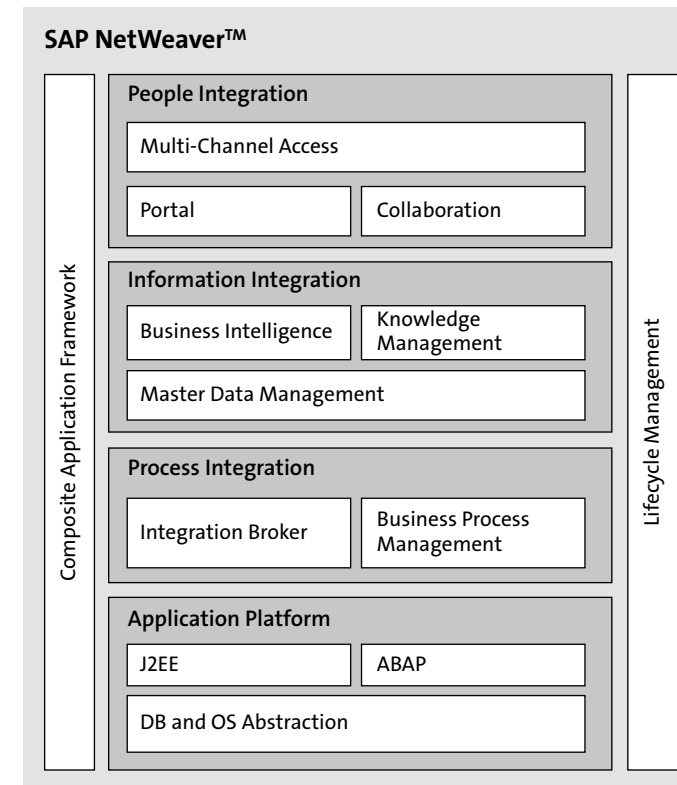 SAP NetWeaver™
Composite Application Framework
People Integration
Multi-Channel Access
Portal
Collaboration
Information Integration
Business Intelligence
Knowledge
Management
Master Data Management
Process Integration
Integration Broker
Business Process
Management
Application Platform
J2EE
ABAP
DB and OS Abstraction
Lifecycle Management